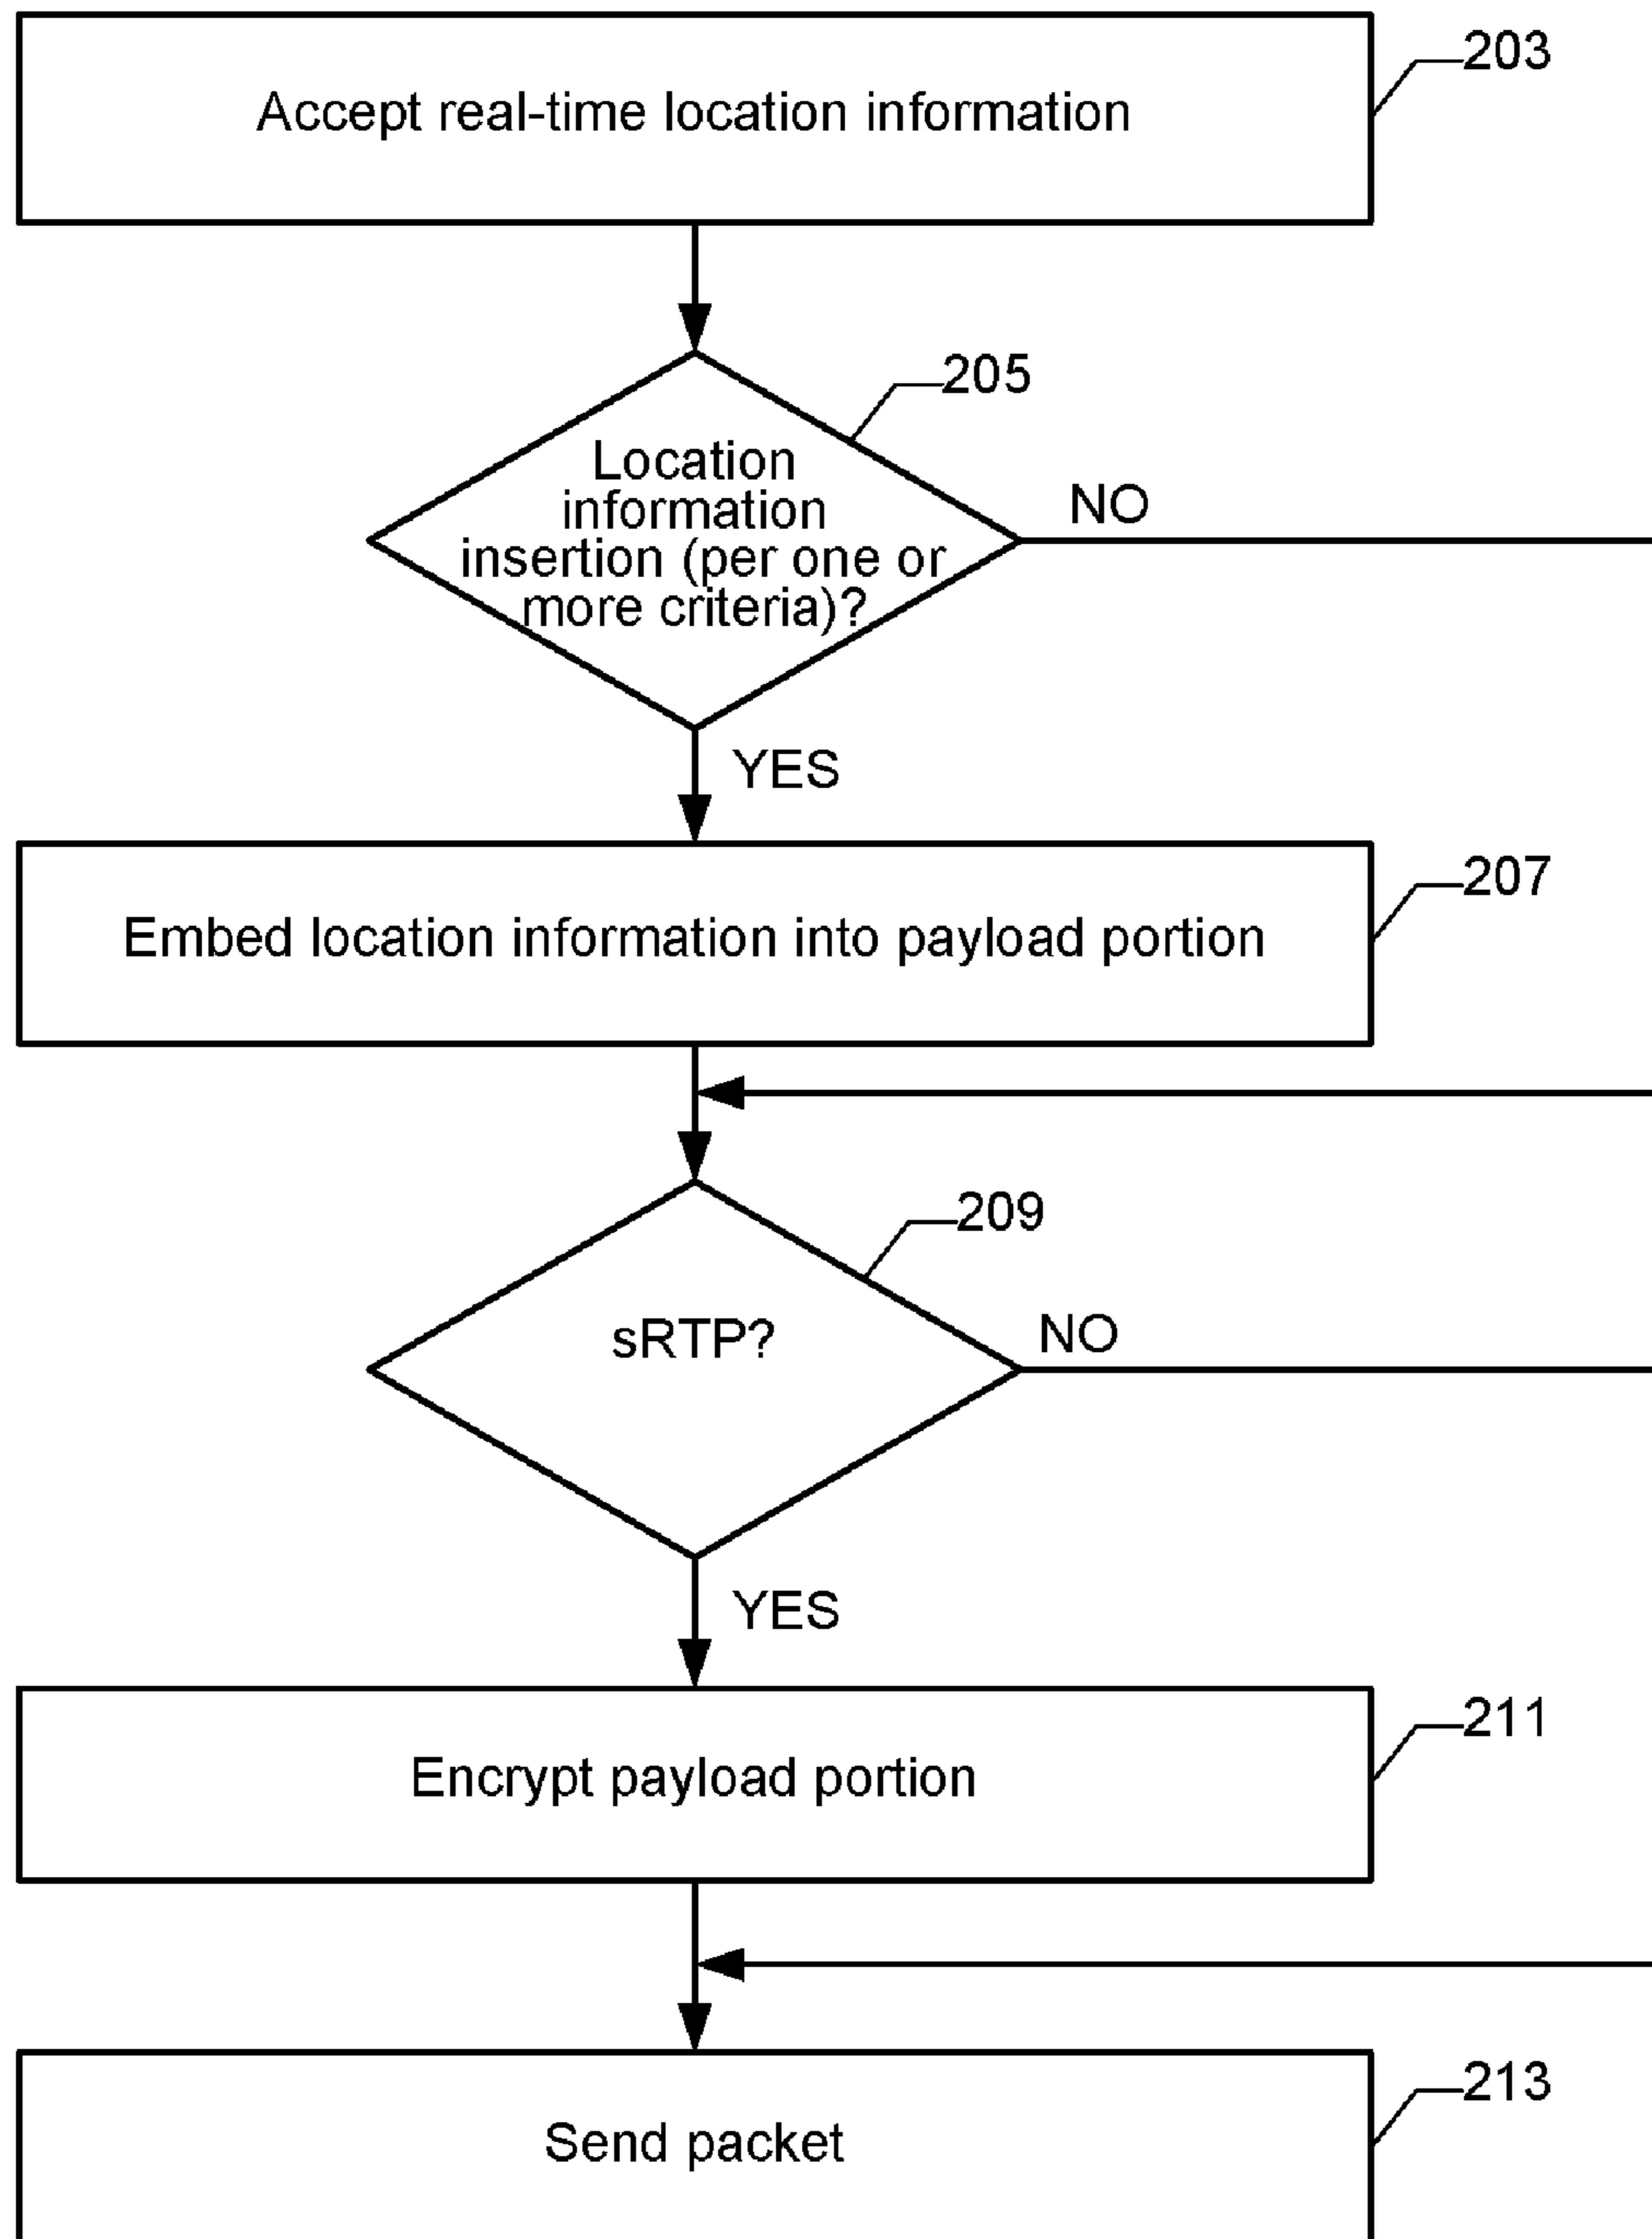 203
Accept real-time location information
205
Location
information
insertion (per one or
more criteria)?
NO
YES
207
Embed location information into payload portion
209
sRTP?
NO
YES
211
Encrypt payload portion
213
Send packet